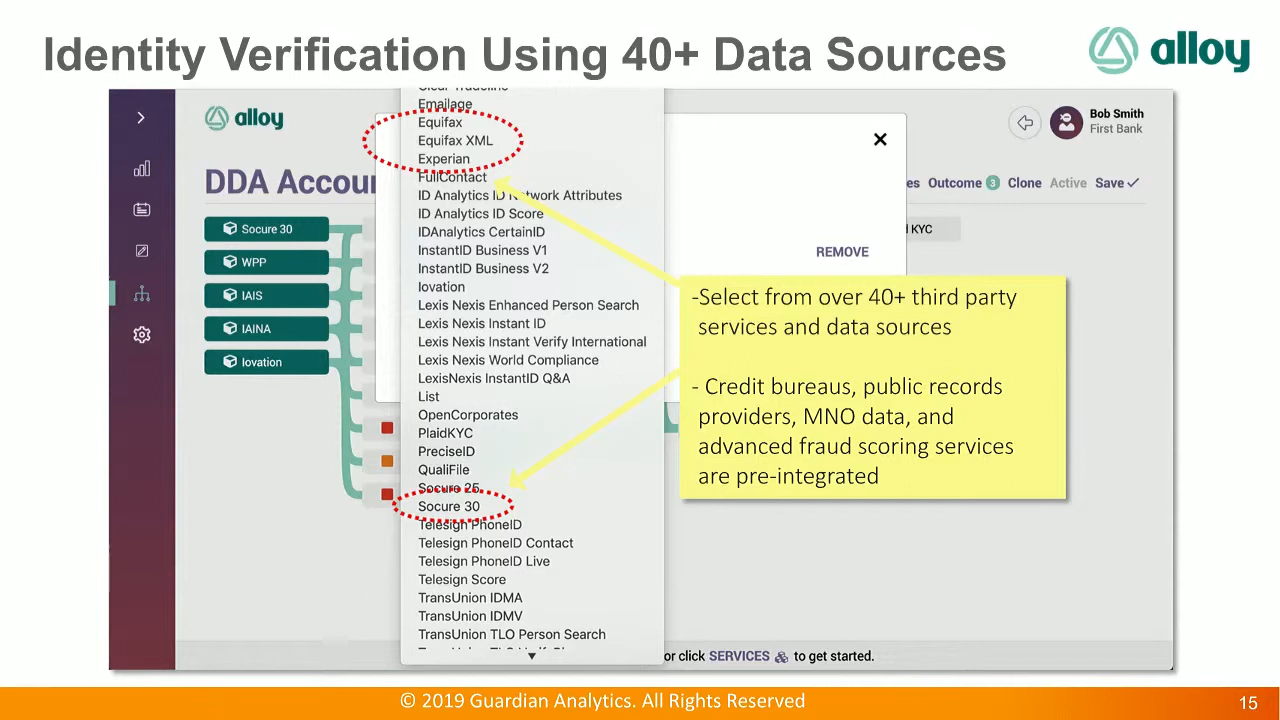 Identity Verification Using 40+ Data Sources
alloy
alloy
Bob Smith
First Bank
DDA Accou
Outcome 3 Clone Active Save
Socure 30
WPP
IAIS
IAINA
Iovation
KYC
REMOVE
Emailage
Equifax
Equifax XML
Experian
FullContact
ID Analytics ID Network Attributes
ID Analytics ID Score
IDAnalytics CertainID
InstantID Business V1
InstantID Business V2
Iovation
Lexis Nexis Enhanced Person Search
Lexis Nexis Instant ID
Lexis Nexis Instant Verify International
Lexis Nexis World Compliance
LexisNexis InstantID Q&A
List
OpenCorporates
PlaidKYC
PreciseID
QualiFile
Socure 25
Socure 30
Telesign PhoneID
Telesign PhoneID Contact
Telesign PhoneID Live
Telesign Score
TransUnion IDMA
TransUnion IDMV
TransUnion TLO Person Search
-Select from over 40+ third party
services and data sources
- Credit bureaus, public records
providers, MNO data, and
advanced fraud scoring services
are pre-integrated
or click SERVICES to get started.
© 2019 Guardian Analytics. All Rights Reserved
15